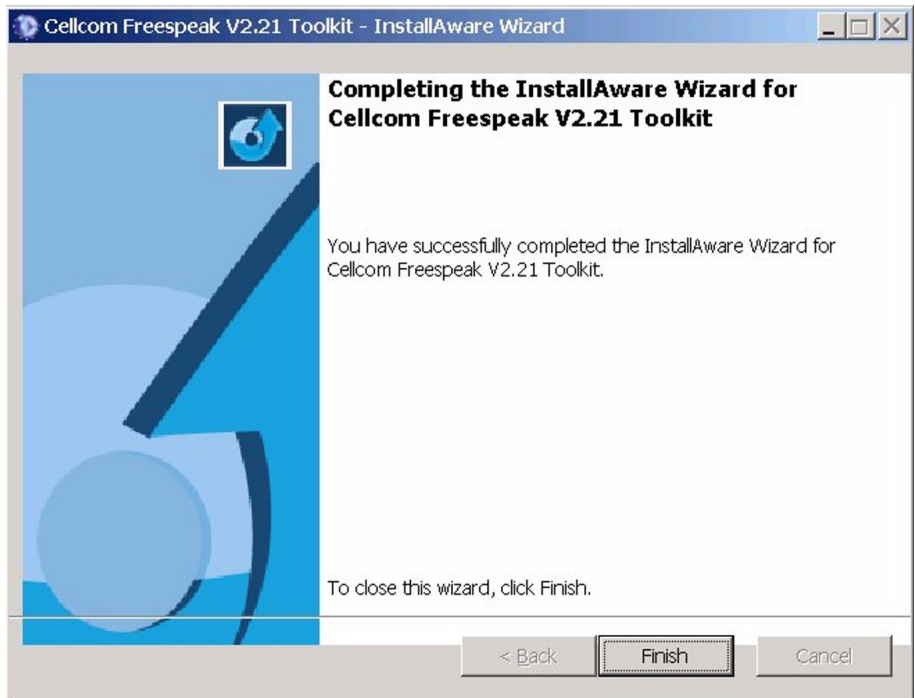 Cellcom Freespeak V2.21 Toolkit - InstallAware Wizard
Completing the InstallAware Wizard for
Cellcom Freespeak V2.21 Toolkit
You have successfully completed the InstallAware Wizard for
Cellcom Freespeak V2.21 Toolkit.
To close this wizard, click Finish.
< Back Finish Cancel